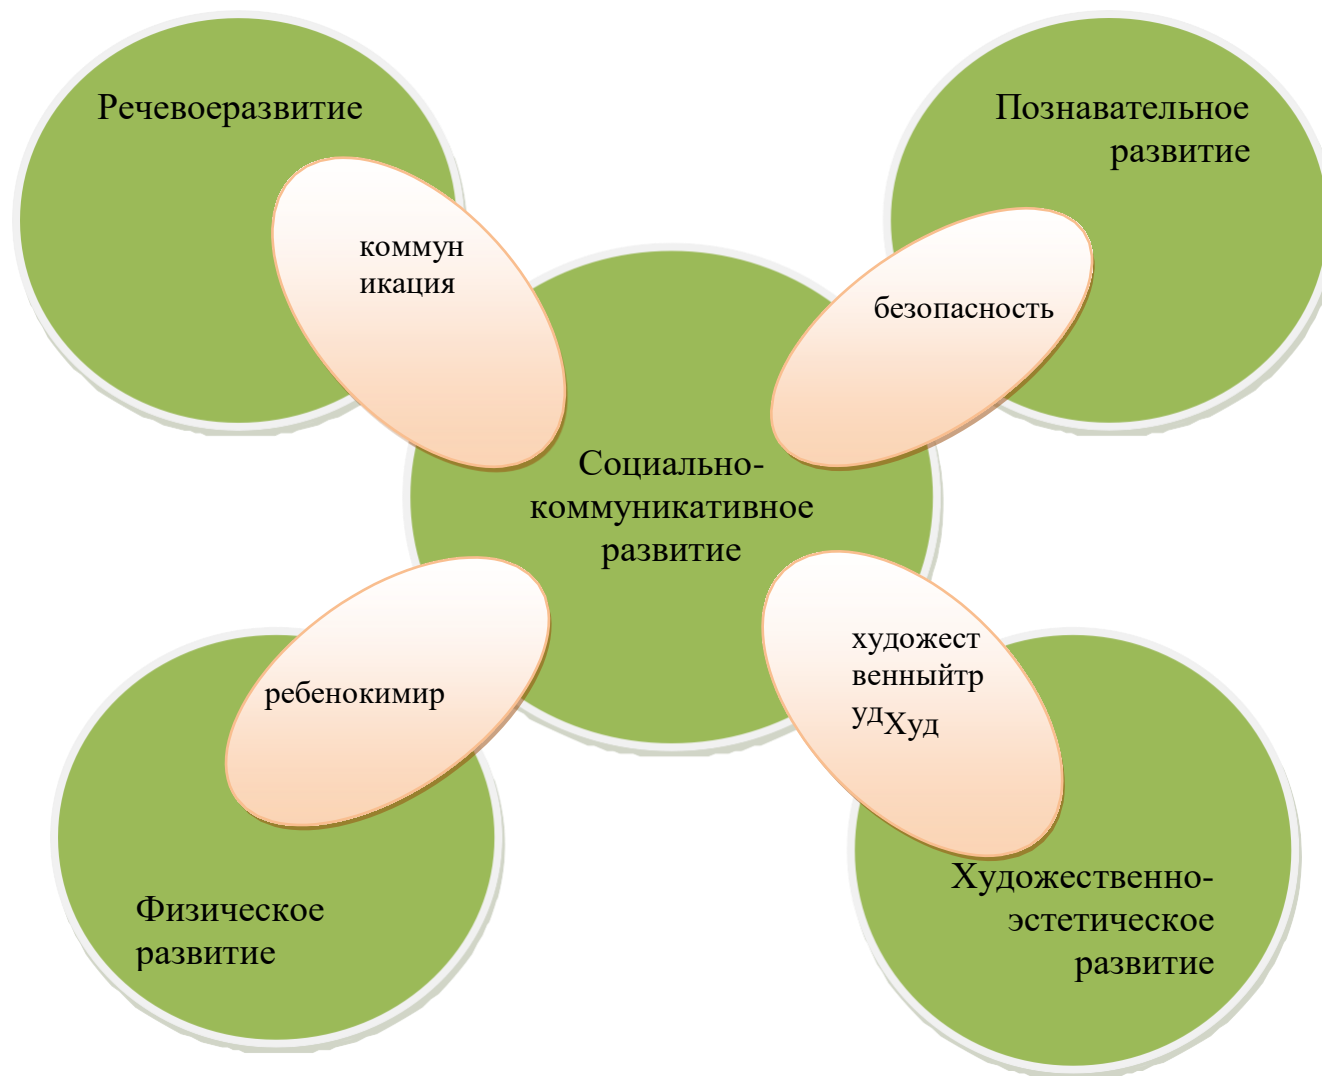 Речевоеразвитие
Познавательное
развитие
коммун
икация
безопасность
Социально-
коммуникативное
развитие
ребенокимир
художест
венныйтр
удХуд
Физическое
развитие
Художественно-
эстетическое
развитие